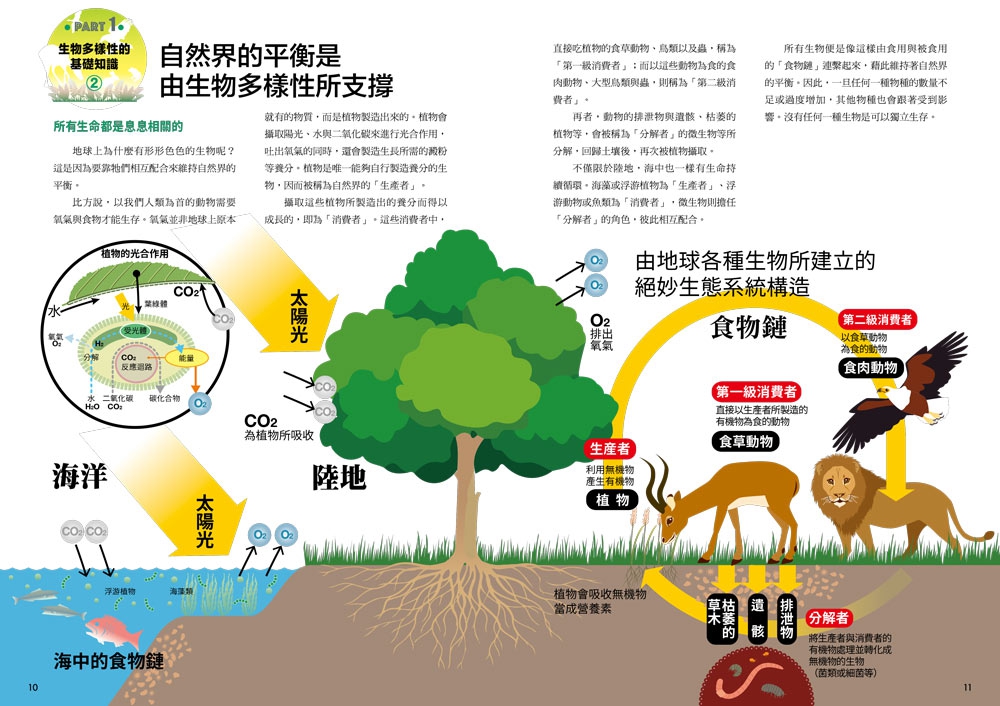 PART 1.
生物多樣性的
基礎知識
②
自然界的平衡是
由生物多樣性所支撐
所有生命都是息息相關的
地球上為什麼有形形色色的生物呢？
這是因為要靠牠們相互配合來維持自然界的
平衡。
比方說，以我們人類為首的動物需要
氧氣與食物才能生存。氧氣並非地球上原本
就有的物質，而是植物製造出來的。植物會
攝取陽光、水與二氧化碳來進行光合作用，
吐出氧氣的同時，還會製造生長所需的澱粉
等養分。植物是唯一能夠自行製造養分的生
物，因而被稱為自然界的「生產者」。
攝取這些植物所製造出的養分而得以
成長的，即為「消費者」。這些消費者中，
直接吃植物的食草動物、鳥類以及蟲，稱為
「第一級消費者」；而以這些動物為食的食
肉動物、大型鳥類與蟲，則稱為「第二級消
費者」。
再者，動物的排泄物與遺骸、枯萎的
植物等，會被稱為「分解者」的微生物等所
分解，回歸土壤後，再次被植物攝取。
不僅限於陸地，海中也一樣有生命持
續循環。海藻或浮游植物為「生產者」、浮
游動物或魚類為「消費者」，微生物則擔任
「分解者」的角色，彼此相互配合。
所有生物便是像這樣由食用與被食用
的「食物鏈」連繫起來，藉此維持著自然界
的平衡。因此，一旦任何一種物種的數量不
足或過度增加，其他物種也會跟著受到影
響。沒有任何一種生物是可以獨立生存。
植物的光合作用
CO2
CO2
水
光
葉綠體
氧氣
O2
H2
受光體
分解
CO2
反應迴路
能量
水
H2O
二氧化碳
CO2
碳化合物
O2
太陽光
CO2
CO2
CO2
為植物所吸收
O2
O2
O2
排出
氧氣
由地球各種生物所建立的
絕妙生態系統構造
食物鏈
第二級消費者
以食草動物
為食的動物
食肉動物
第一級消費者
直接以生產者所製造的
有機物為食的動物
食草動物
生產者
利用無機物
產生有機物
植物
海洋
陸地
太陽光
CO2 CO2
O2 O2
浮游植物
海藻類
海中的食物鏈
植物會吸收無機物
當成營養素
枯萎的
草木
遺骸
排泄物
分解者
將生產者與消費者的
有機物處理並轉化成
無機物的生物
（菌類或細菌等）
10
11